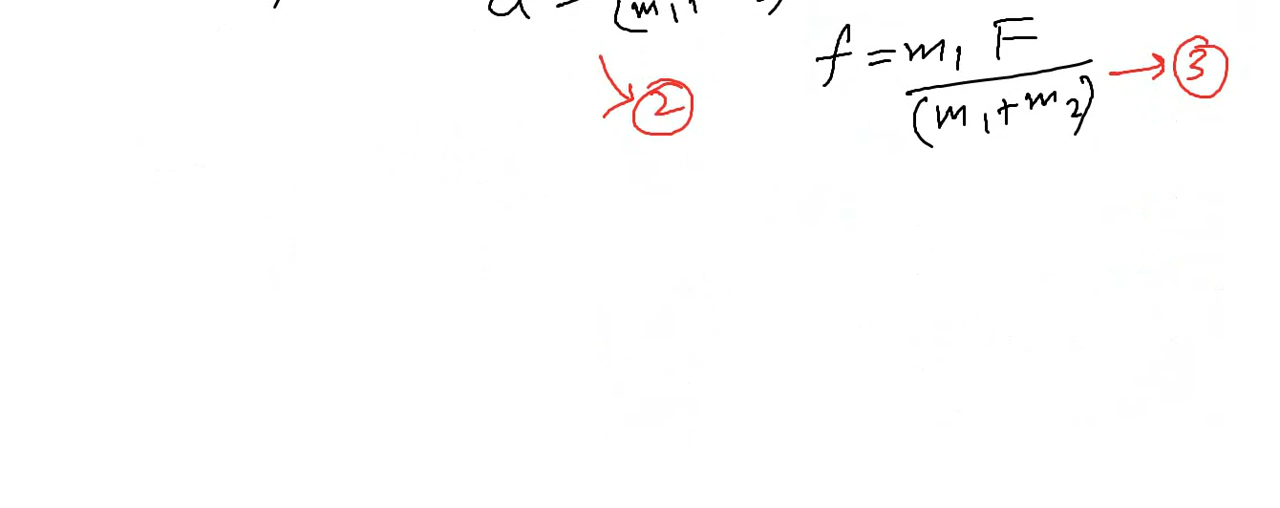 f = m₁ F / (m₁ + m₂) → ③
→ ②